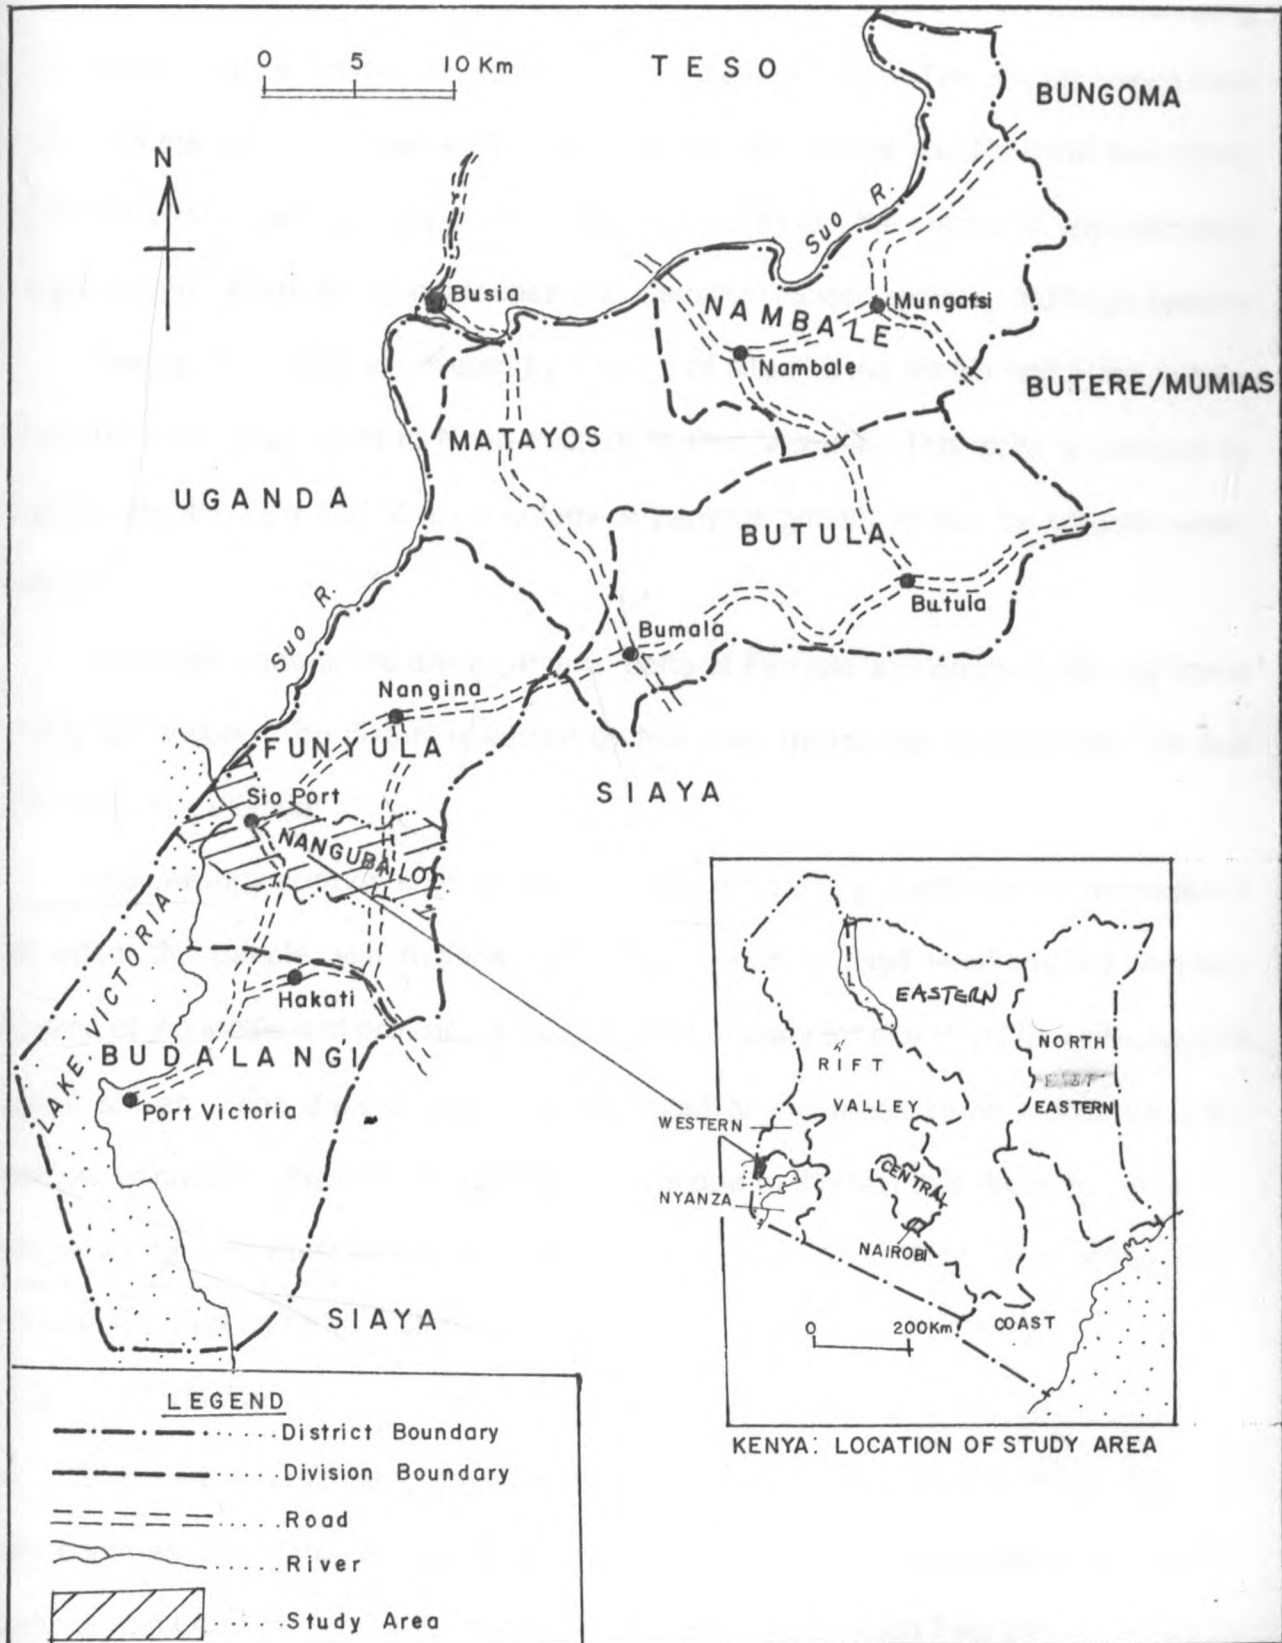 0 5 10 Km
TESO
BUNGOMA
N
SUO R.
Busia
Mungatsi
NAMBALE
Nambale
BUTERE/MUMIAS
MATAYOS
UGANDA
BUTULA
Butula
SUO R.
Bumala
Nangina
FUNYULA
SIAYA
Sio Port
NANGUBA LOC
LAKE VICTORIA
Hakati
BUDALANGI
Port Victoria
SIAYA
EASTERN
RIFT
VALLEY
NORTH
EASTERN
WESTERN
CENTRAL
NYANZA
NAIROBI
COAST
0 200Km
KENYA: LOCATION OF STUDY AREA
LEGEND
District Boundary
Division Boundary
Road
River
Study Area